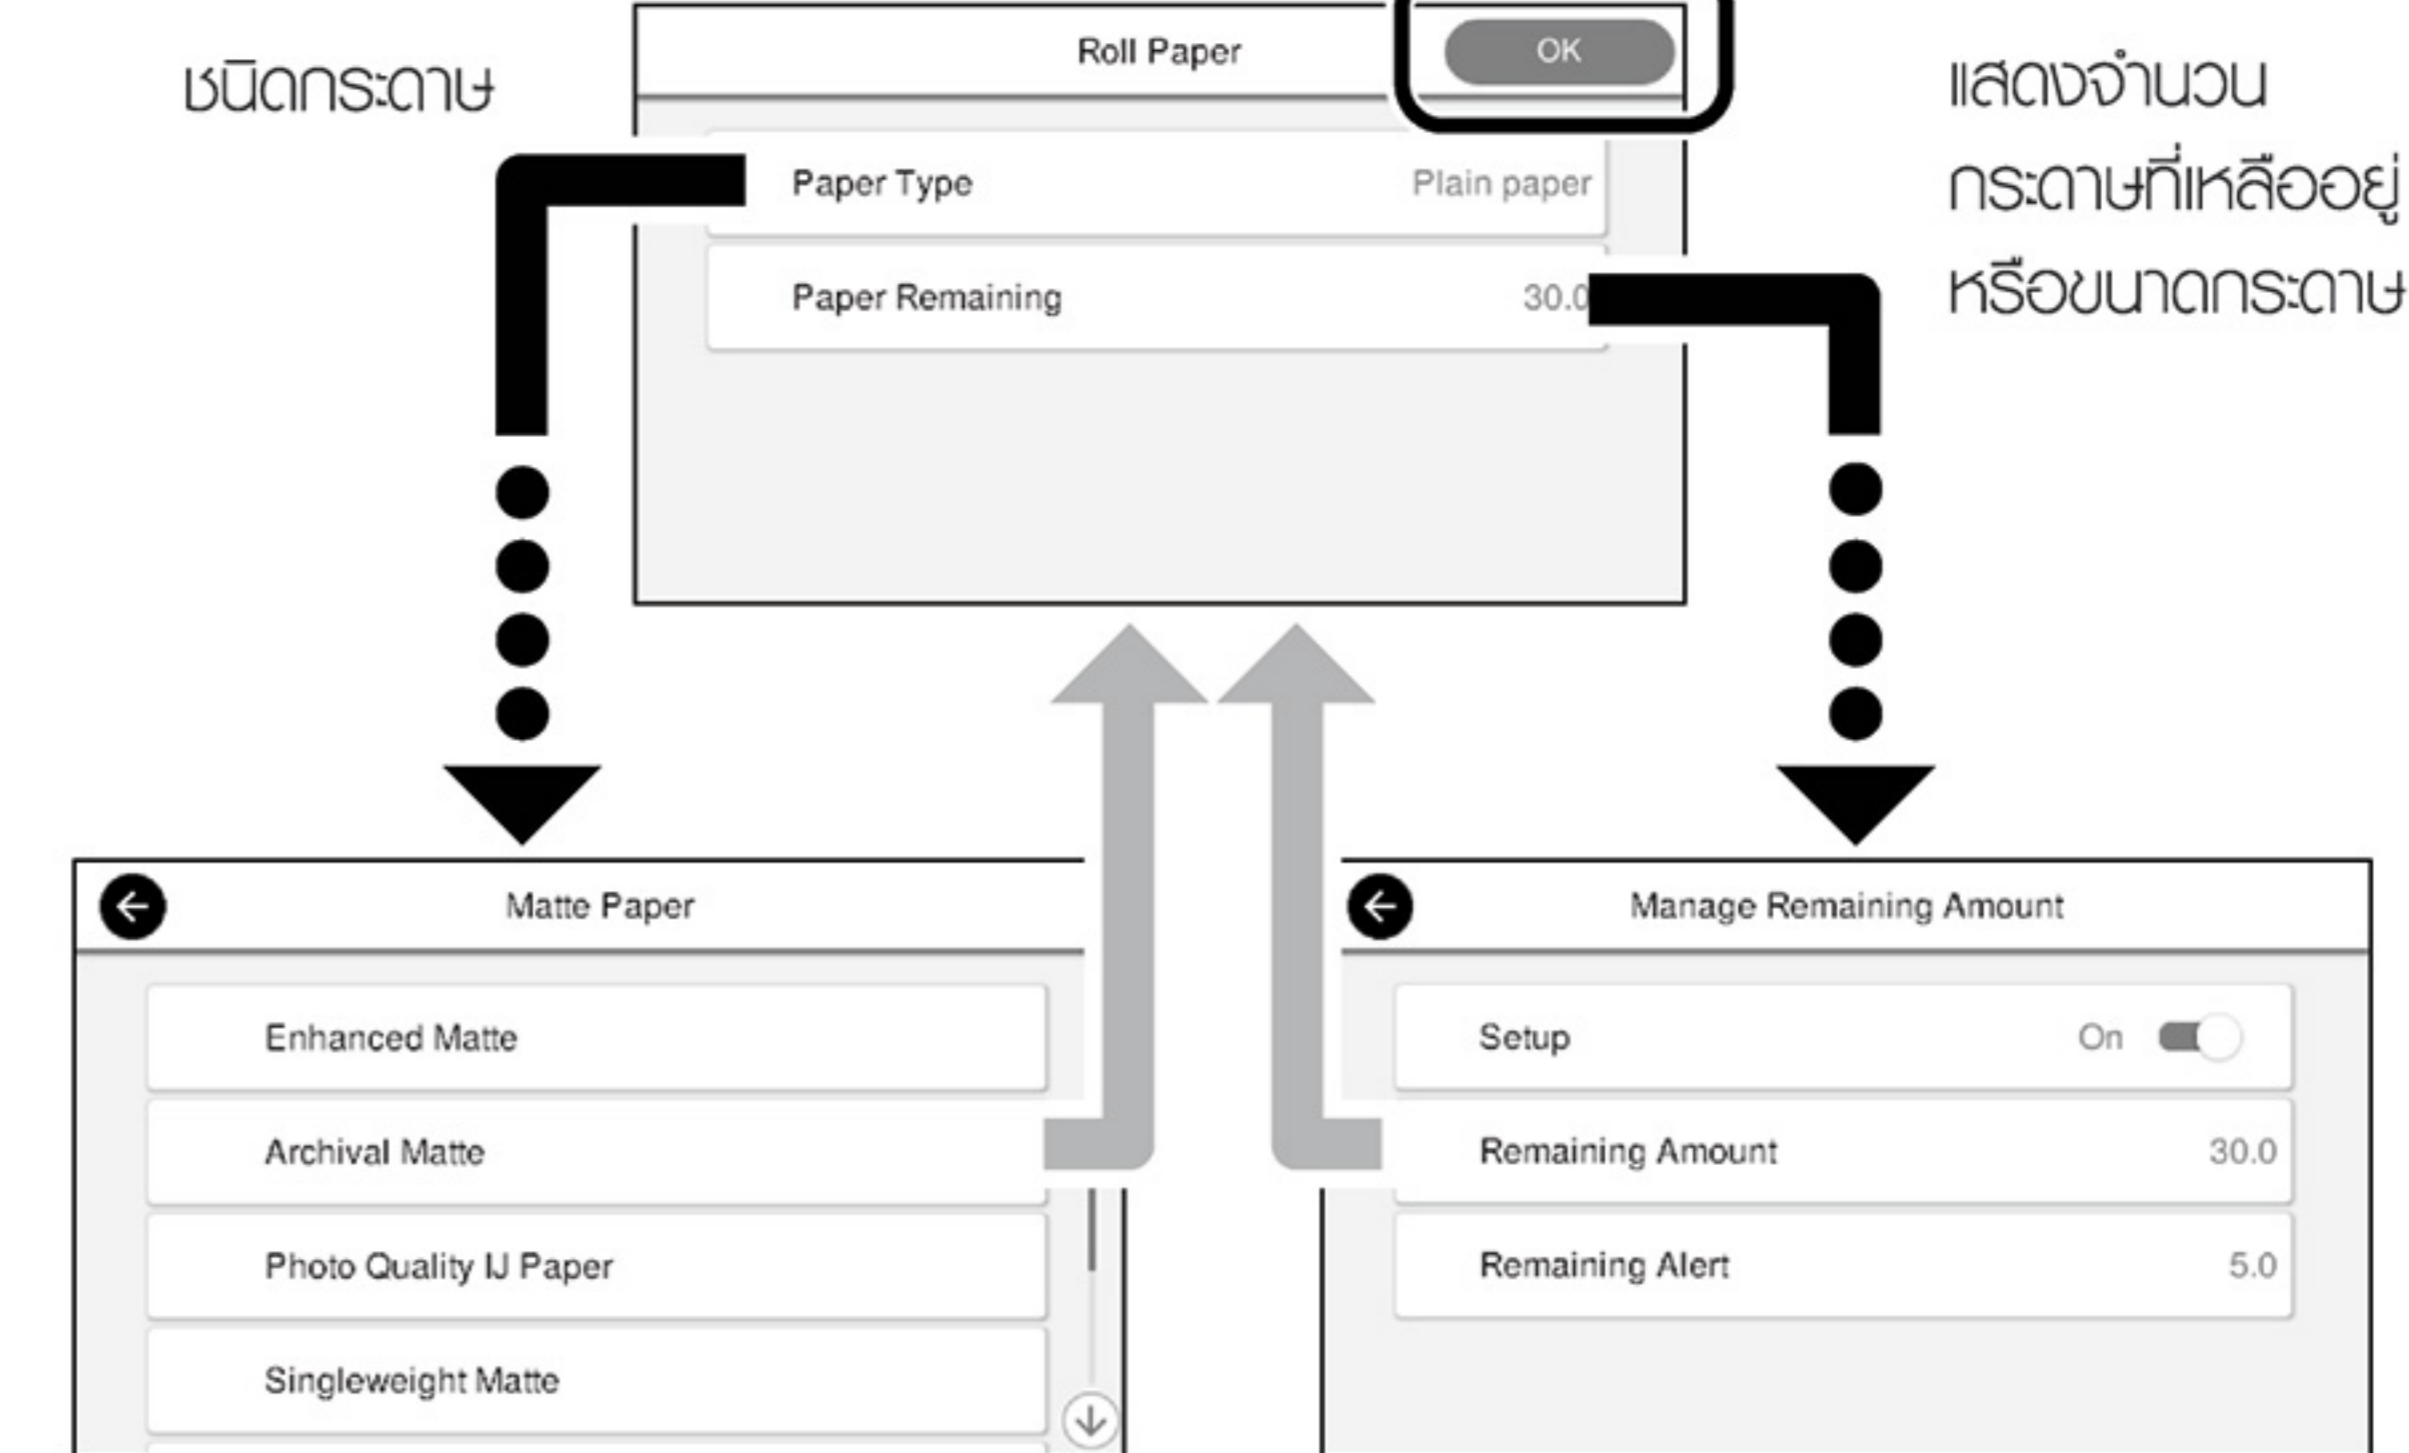 ชนิดกระดาษ
Roll Paper
OK
แสดงจำนวน
กระดาษที่เหลืออยู่
หรือขนาดกระดาษ
Paper Type
Plain paper
Paper Remaining
30.0
Matte Paper
Enhanced Matte
Archival Matte
Photo Quality IJ Paper
Singleweight Matte
Manage Remaining Amount
Setup
On
Remaining Amount
30.0
Remaining Alert
5.0